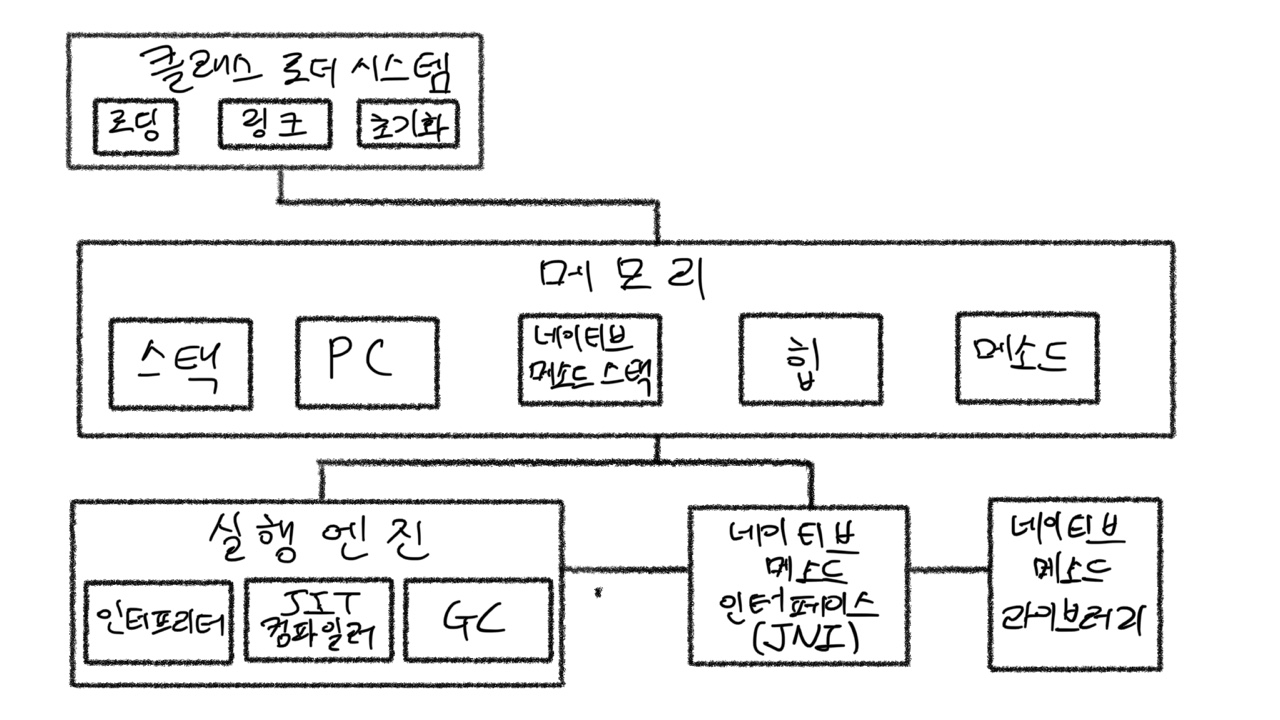 클래스 로더 시스템
로딩
링크
초기화
메모리
스택
PC
네이티브
메소드 스택
힙
메소드
실행 엔진
인터프리터
JIT
컴파일러
GC
네이티브
메소드
인터페이스
(JNI)
네이티브
메소드
라이브러리